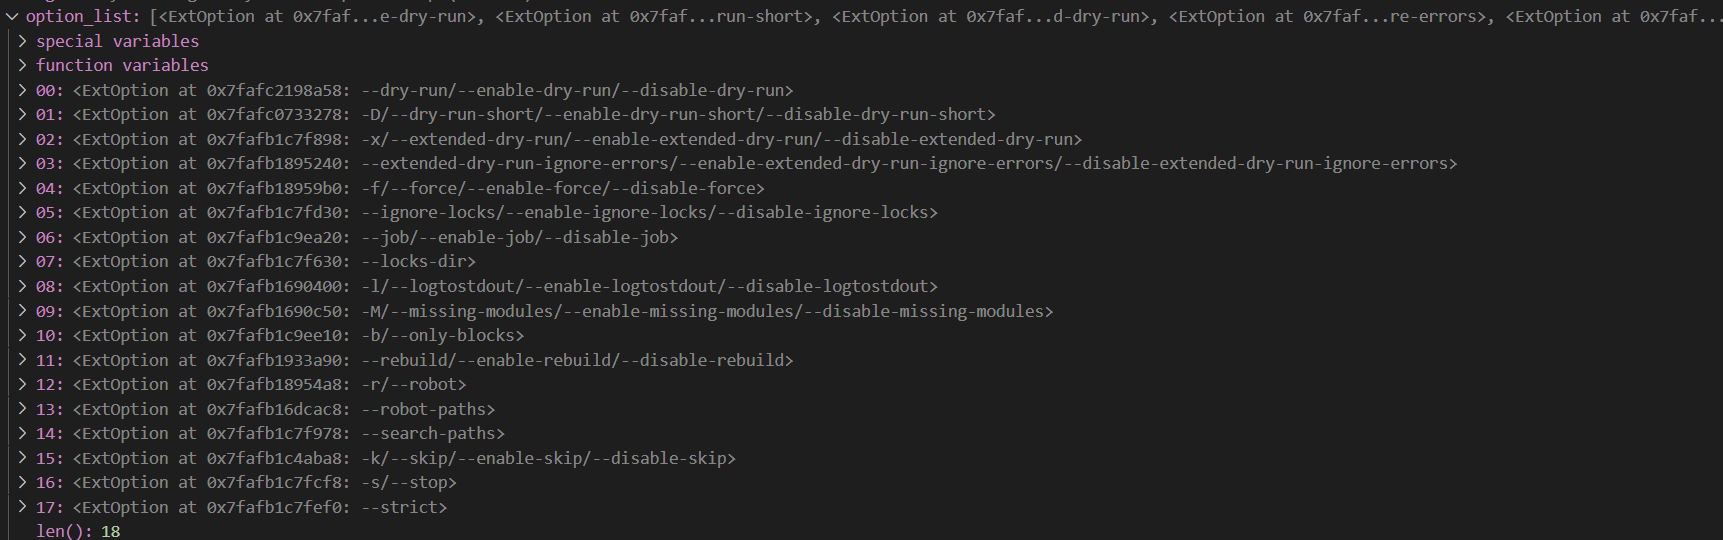 option_list: [<ExtOption at 0x7faf...e-dry-run>, <ExtOption at 0x7faf...run-short>, <ExtOption at 0x7faf...d-dry-run>, <ExtOption at 0x7faf...re-errors>, <ExtOption at 0x7faf...
special variables
function variables
00: <ExtOption at 0x7fafc2198a58: --dry-run/--enable-dry-run/--disable-dry-run>
01: <ExtOption at 0x7fafc0733278: -D/--dry-run-short/--enable-dry-run-short/--disable-dry-run-short>
02: <ExtOption at 0x7fafb1c7f898: -x/--extended-dry-run/--enable-extended-dry-run/--disable-extended-dry-run>
03: <ExtOption at 0x7fafb1895240: --extended-dry-run-ignore-errors/--enable-extended-dry-run-ignore-errors/--disable-extended-dry-run-ignore-errors>
04: <ExtOption at 0x7fafb18959b0: -f/--force/--enable-force/--disable-force>
05: <ExtOption at 0x7fafb1c7fd30: --ignore-locks/--enable-ignore-locks/--disable-ignore-locks>
06: <ExtOption at 0x7fafb1c9ea20: --job/--enable-job/--disable-job>
07: <ExtOption at 0x7fafb1c7f630: --locks-dir>
08: <ExtOption at 0x7fafb1690400: -l/--logtostdout/--enable-logtostdout/--disable-logtostdout>
09: <ExtOption at 0x7fafb1690c50: -M/--missing-modules/--enable-missing-modules/--disable-missing-modules>
10: <ExtOption at 0x7fafb1c9ee10: -b/--only-blocks>
11: <ExtOption at 0x7fafb1933a90: --rebuild/--enable-rebuild/--disable-rebuild>
12: <ExtOption at 0x7fafb18954a8: -r/--robot>
13: <ExtOption at 0x7fafb16dcac8: --robot-paths>
14: <ExtOption at 0x7fafb1c7f978: --search-paths>
15: <ExtOption at 0x7fafb1c4aba8: -k/--skip/--enable-skip/--disable-skip>
16: <ExtOption at 0x7fafb1c7fcf8: -s/--stop>
17: <ExtOption at 0x7fafb1c7fef0: --strict>
len(): 18